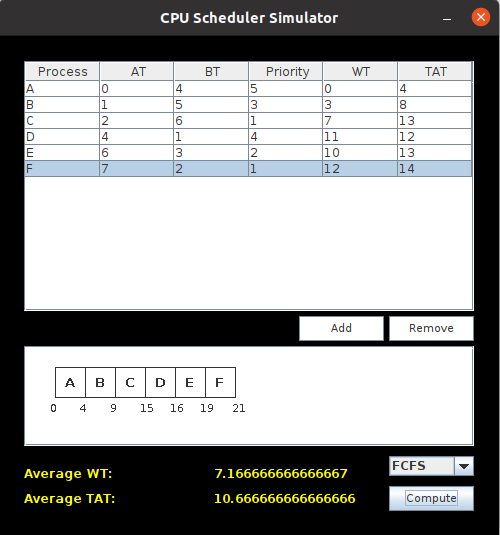 CPU Scheduler Simulator
Process AT BT Priority WT TAT
A 0 4 5 0 4
B 1 5 3 3 8
C 2 6 1 7 13
D 4 1 4 11 12
E 6 3 2 10 13
F 7 2 1 12 14
Add Remove
A B C D E F
0 4 9 15 16 19 21
FCFS
Average WT: 7.166666666666667
Average TAT: 10.666666666666666 Compute